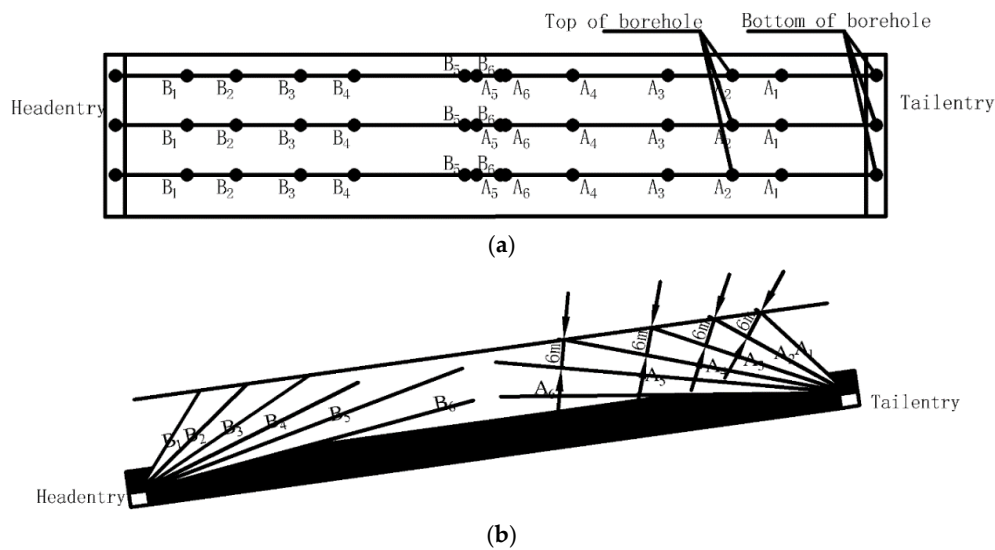 Top of borehole Bottom of borehole
Headentry
Tailentry
B₁ B₂ B₃ B₄ B₅ B₆ A₅ A₆ A₄ A₃ A₂ A₁
B₁ B₂ B₃ B₄ B₅ B₆ A₅ A₆ A₄ A₃ A₂ A₁
B₁ B₂ B₃ B₄ B₅ B₆ A₅ A₆ A₄ A₃ A₂ A₁
(a)
6m 6m 6m 6m
A₆ A₅ A₄ A₃ A₂ A₁
B₁ B₂ B₃ B₄ B₅ B₆
Tailentry
Headentry
(b)